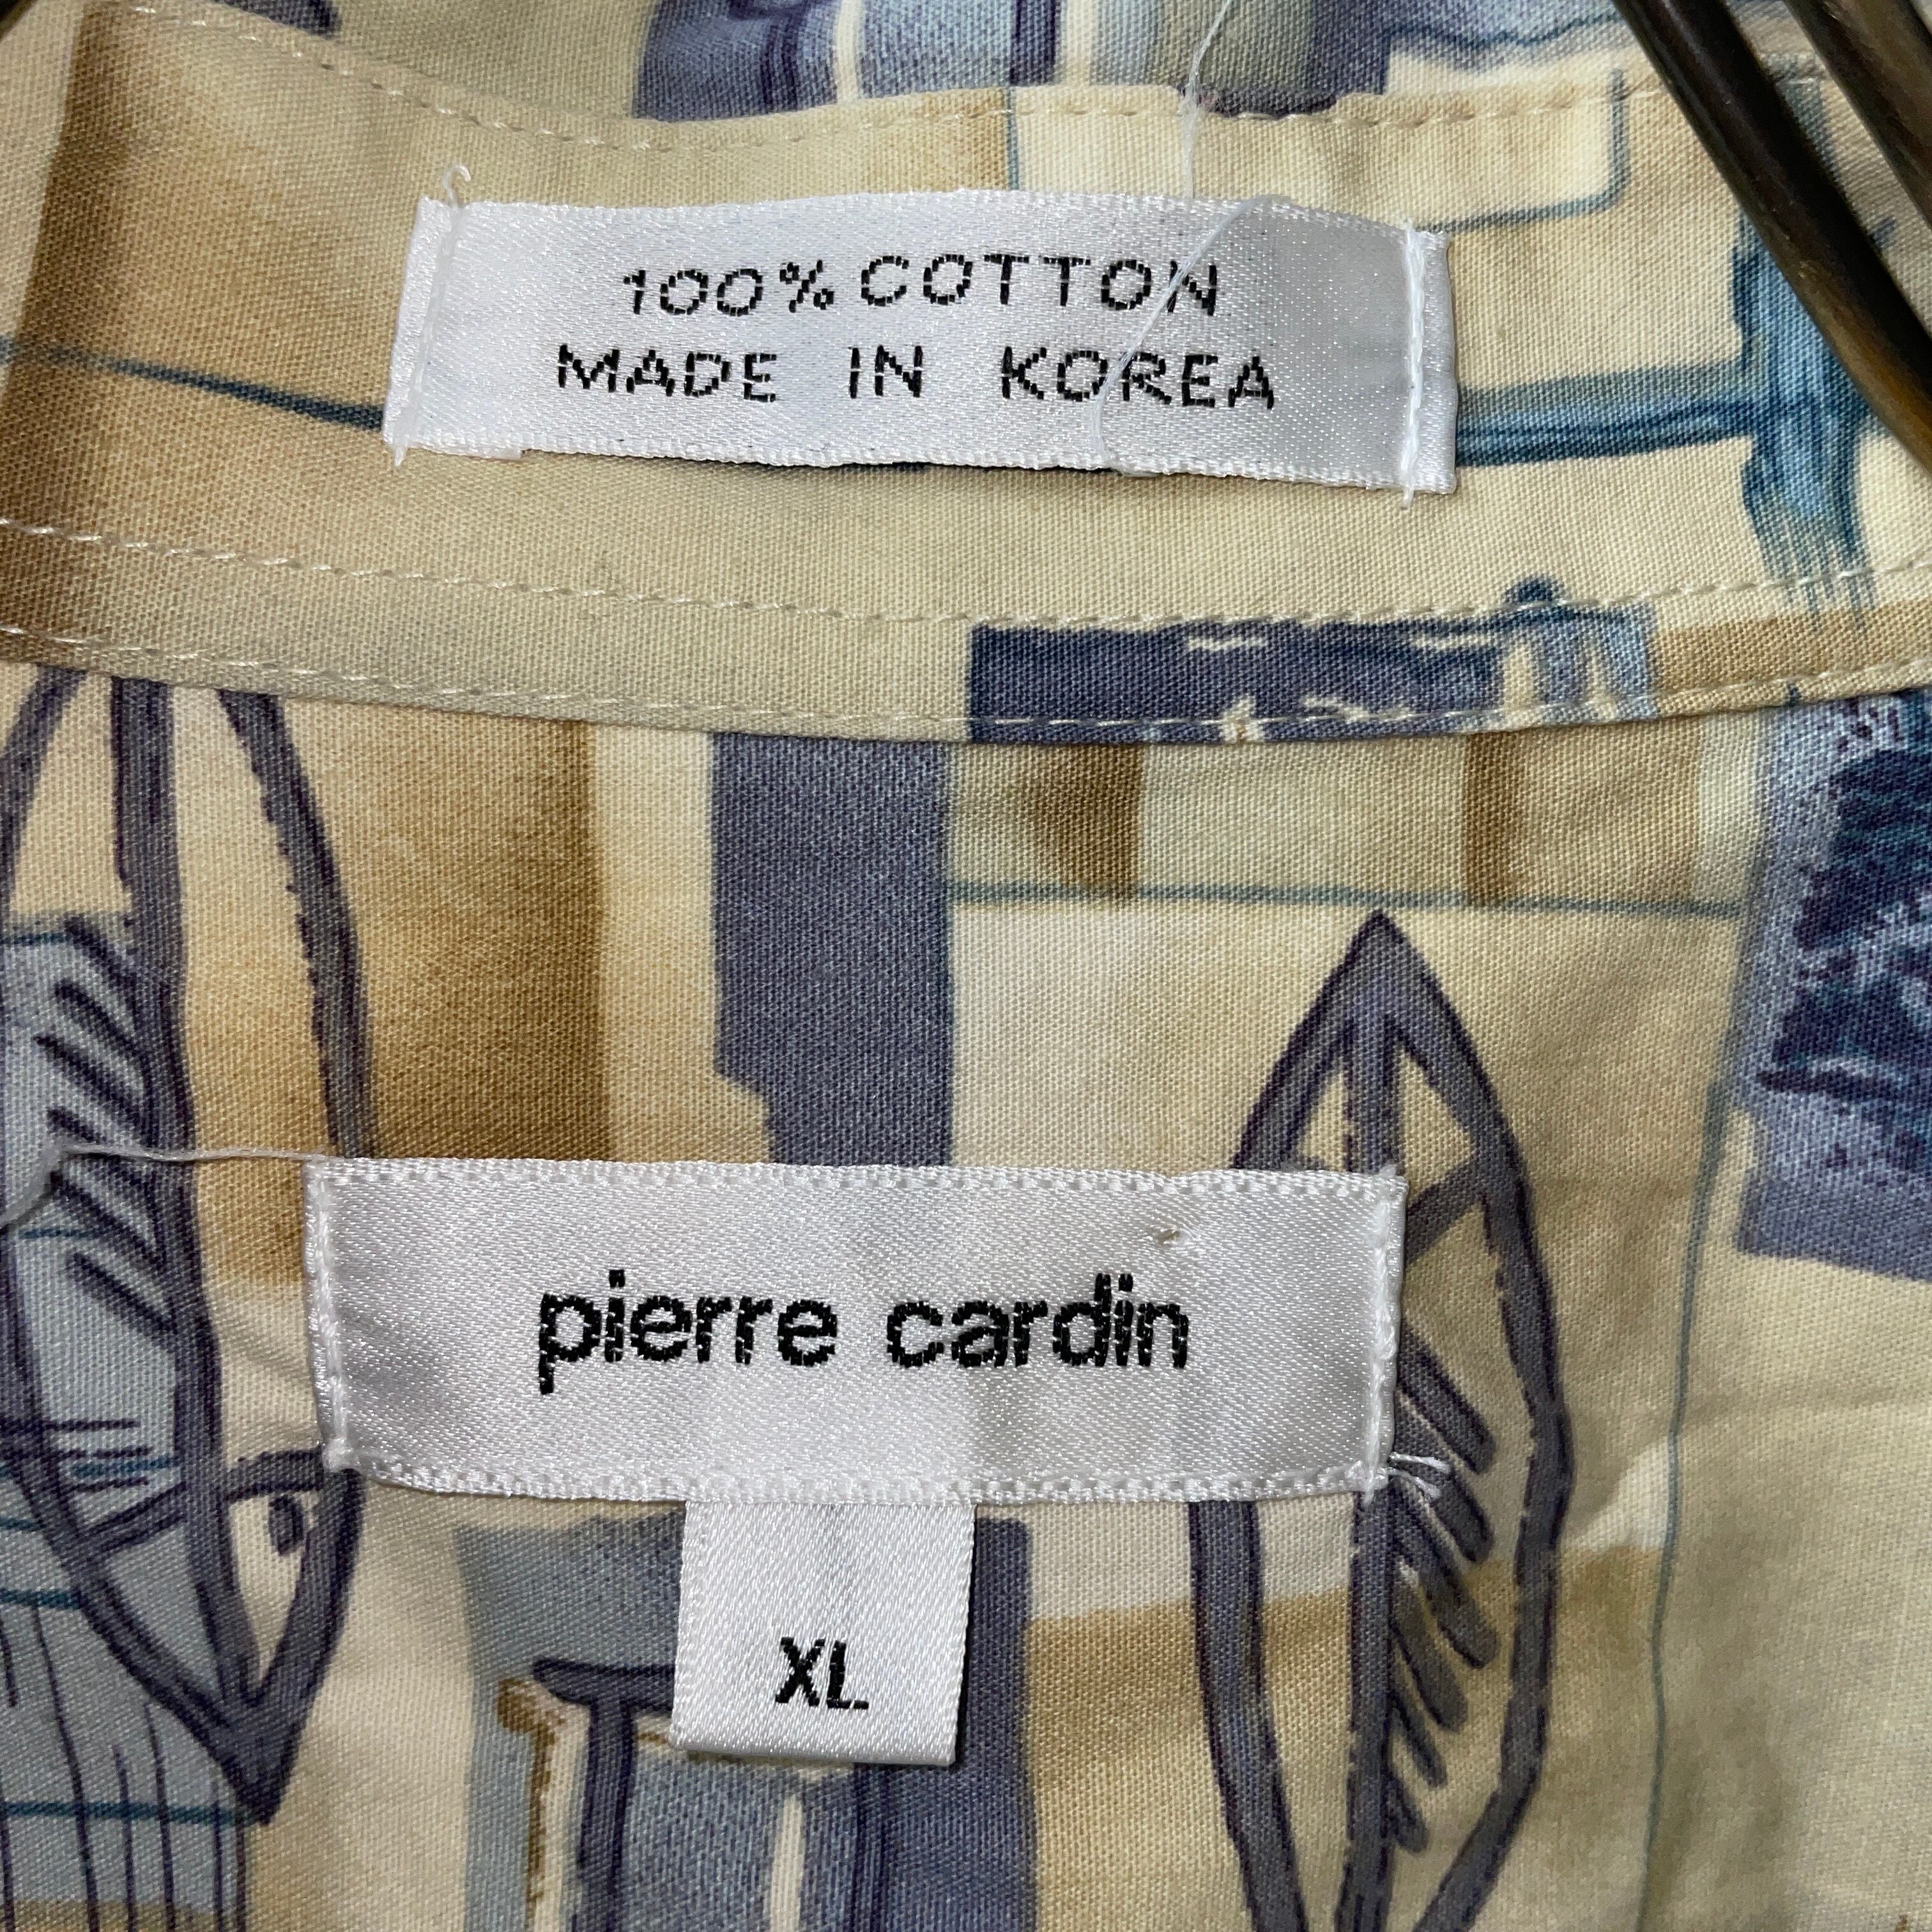 100% COTTON
MADE IN KOREA
pierre cardin
XL